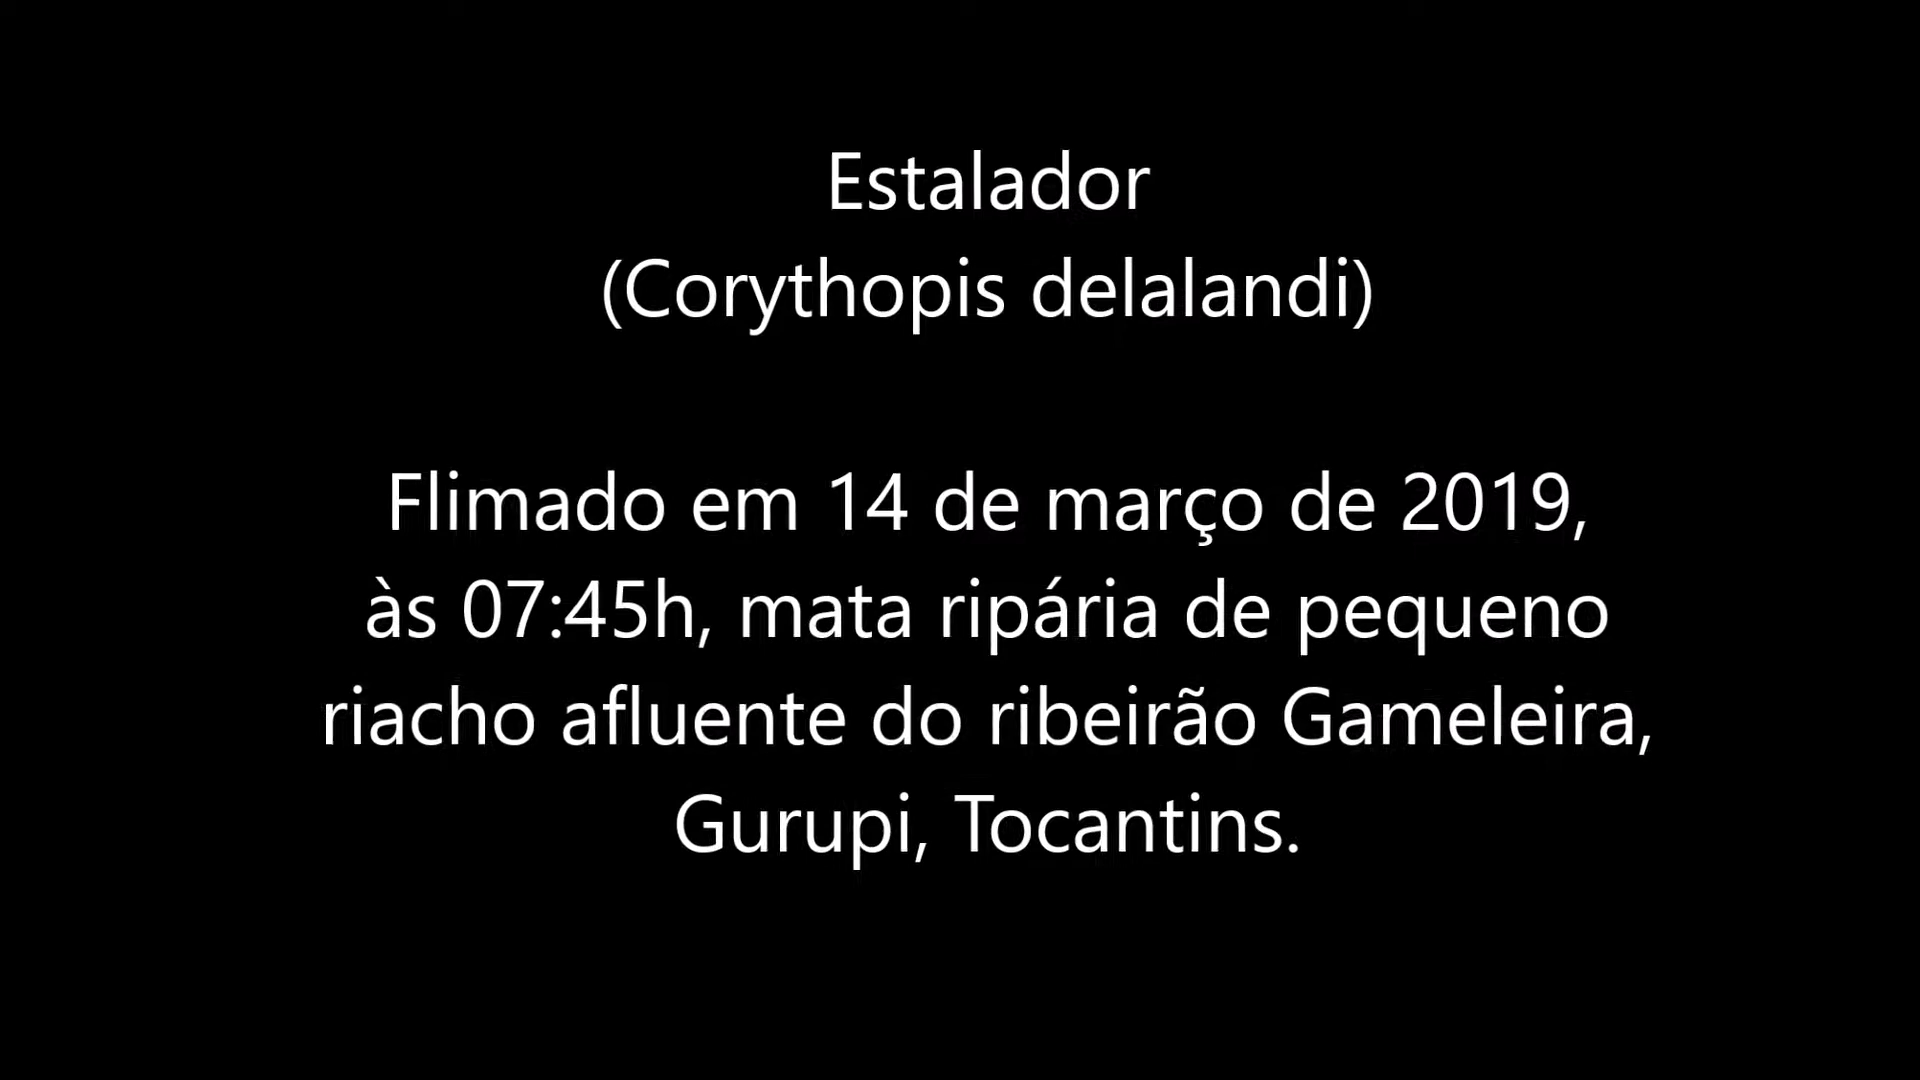 Estalador
(Corythopis delalandi)
Flimado em 14 de março de 2019,
às 07:45h, mata ripária de pequeno
riacho afluente do ribeirão Gameleira,
Gurupi, Tocantins.